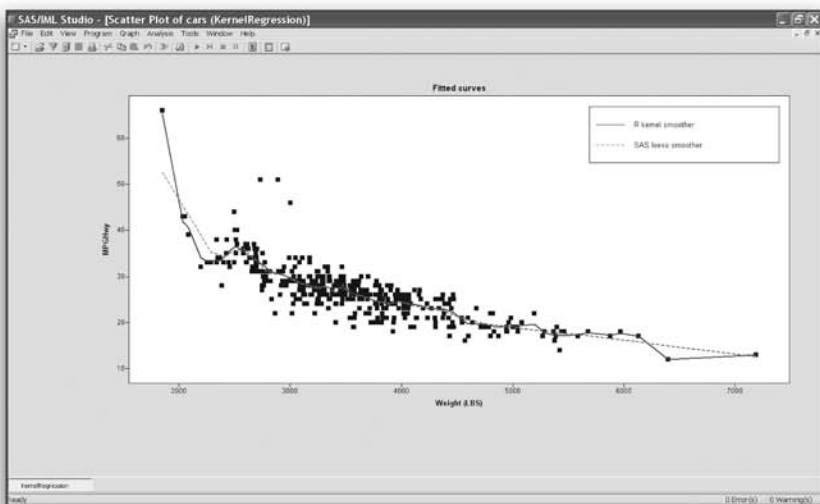 SAS/IML Studio - [Scatter Plot of cars (KernelRegression)]
File Edit View Program Graph Analysis Tools Window Help
Fitted curves
R kernel smoother
SAS loess smoother
MPGHwy
60
50
40
30
20
10
2000 3000 4000 5000 6000 7000
Weight (LBS)
KernelRegression
Ready 0 Error(s) 0 Warning(s)